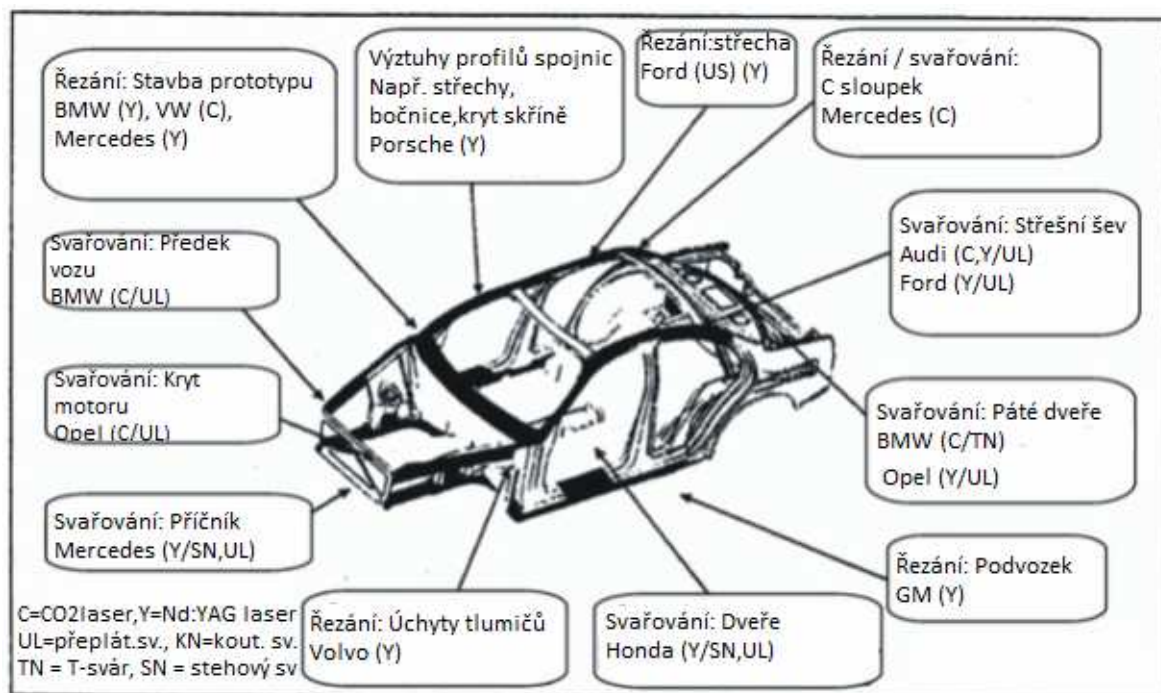 Řezání: Stavba prototypu
BMW (Y), VW (C),
Mercedes (Y)
Výztuhy profilů spojnic
Např. střechy,
bočnice,kryt skříně
Porsche (Y)
Řezání:střecha
Ford (US) (Y)
Řezání / svařování:
C sloupek
Mercedes (C)
Svařování: Předek
vozu
BMW (C/UL)
Svařování: Střešní šev
Audi (C,Y/UL)
Ford (Y/UL)
Svařování: Kryt
motoru
Opel (C/UL)
Svařování: Páté dveře
BMW (C/TN)
Opel (Y/UL)
Svařování: Příčník
Mercedes (Y/SN,UL)
Řezání: Podvozek
GM (Y)
C=CO2laser,Y=Nd:YAG laser
UL=přeplát.sv., KN=kout. sv.
TN = T-svár, SN = stehový sv
Řezání: Úchyty tlumičů
Volvo (Y)
Svařování: Dveře
Honda (Y/SN,UL)